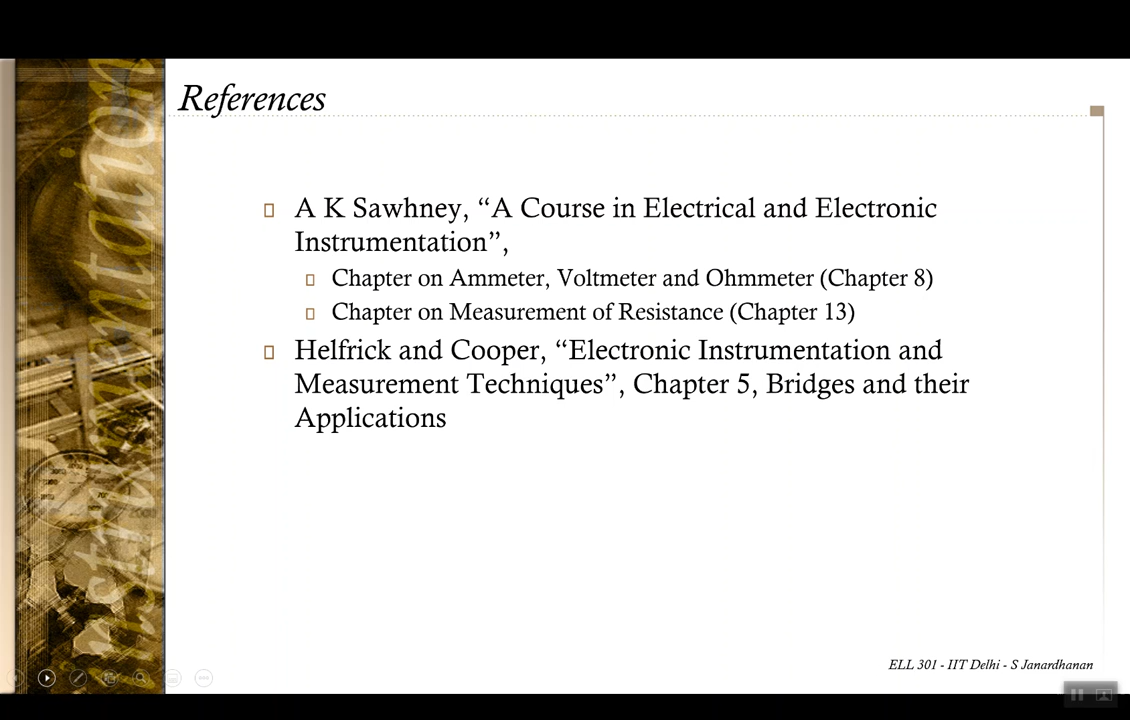 References
A K Sawhney, “A Course in Electrical and Electronic
Instrumentation”,
Chapter on Ammeter, Voltmeter and Ohmmeter (Chapter 8)
Chapter on Measurement of Resistance (Chapter 13)
Helfrick and Cooper, “Electronic Instrumentation and
Measurement Techniques”, Chapter 5, Bridges and their
Applications
ELL 301 - IIT Delhi - S Janardhanan